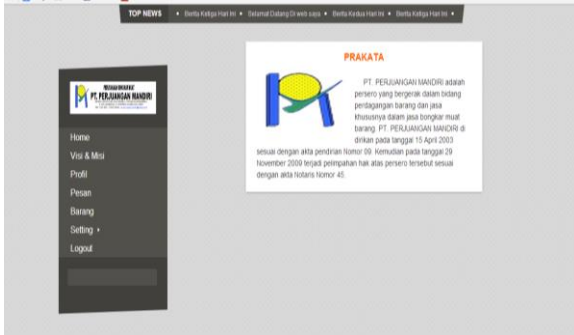 TOP NEWS • Berita Ketiga Hari Ini • Selamat Datang Di web saya • Berita Kedua Hari Ini • Berita Ketiga Hari Ini •
PRAKATA
PT. PERJUANGAN MANDIRI adalah
persero yang bergerak dalam bidang
perdagangan barang dan jasa
khususnya dalam jasa bongkar muat
barang. PT. PERJUANGAN MANDIRI di
dirikan pada tanggal 15 April 2003
sesuai dengan akta pendirian Nomor 09. Kemudian pada tanggal 29
November 2009 terjadi pelimpahan hak atas persero tersebut sesuai
dengan akta Notaris Nomor 45.
PT. PERJUANGAN MANDIRI
Home
Visi & Misi
Profil
Pesan
Barang
Setting
Logout